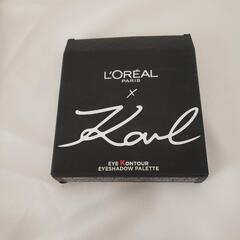 L'ORÉAL
PARIS
X
Karl
EYE KONTOUR
EYESHADOW PALETTE